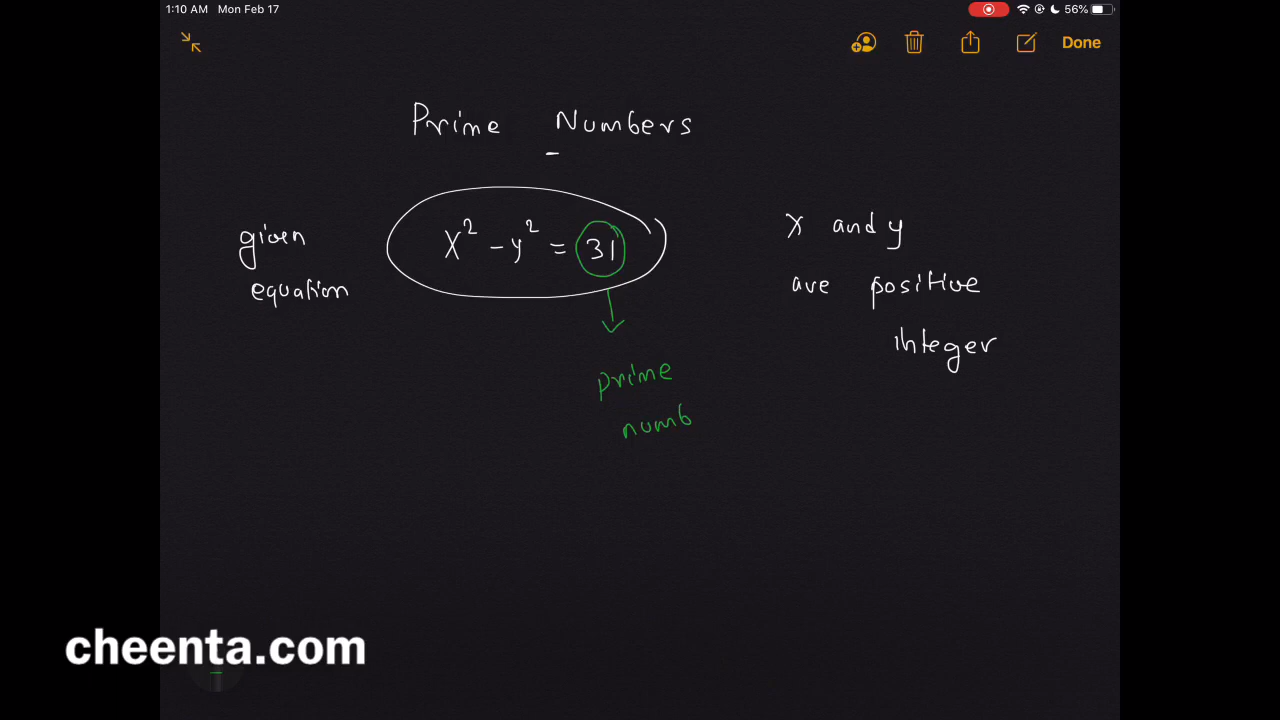 1:10 AM Mon Feb 17
56%
Done
Prime Numbers
given
equation
x² - y² = 31
x and y
are positive
integer
prime
numb
cheenta.com